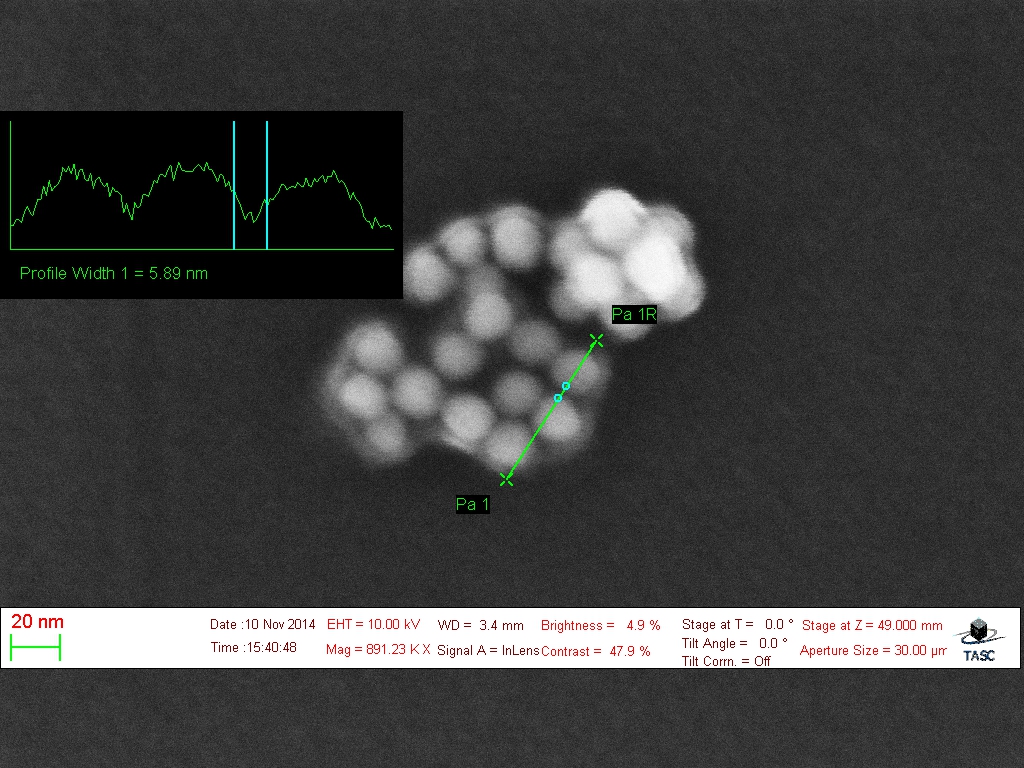 Profile Width 1 = 5.89 nm
Pa 1R
Pa 1
20 nm
Date :10 Nov 2014
Time :15:40:48
EHT = 10.00 kV
Mag = 891.23 K X
WD = 3.4 mm
Signal A = InLens
Brightness = 4.9 %
Contrast = 47.9 %
Stage at T = 0.0 °
Tilt Angle = 0.0 °
Tilt Corrn. = Off
Stage at Z = 49.000 mm
Aperture Size = 30.00 µm
TASC